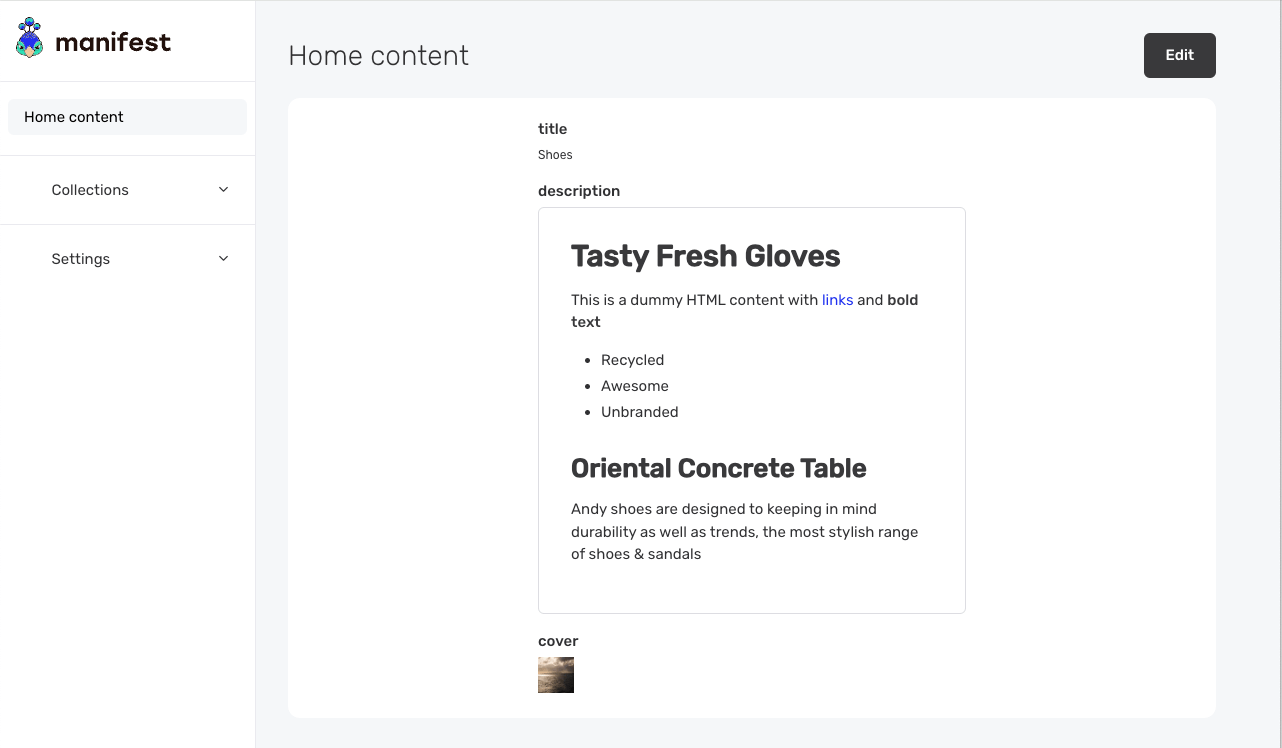 manifest
Home content
Collections
Settings
Home content
Edit
title
Shoes
description
Tasty Fresh Gloves
This is a dummy HTML content with links and bold
text
Recycled
Awesome
Unbranded
Oriental Concrete Table
Andy shoes are designed to keeping in mind
durability as well as trends, the most stylish range
of shoes & sandals
cover